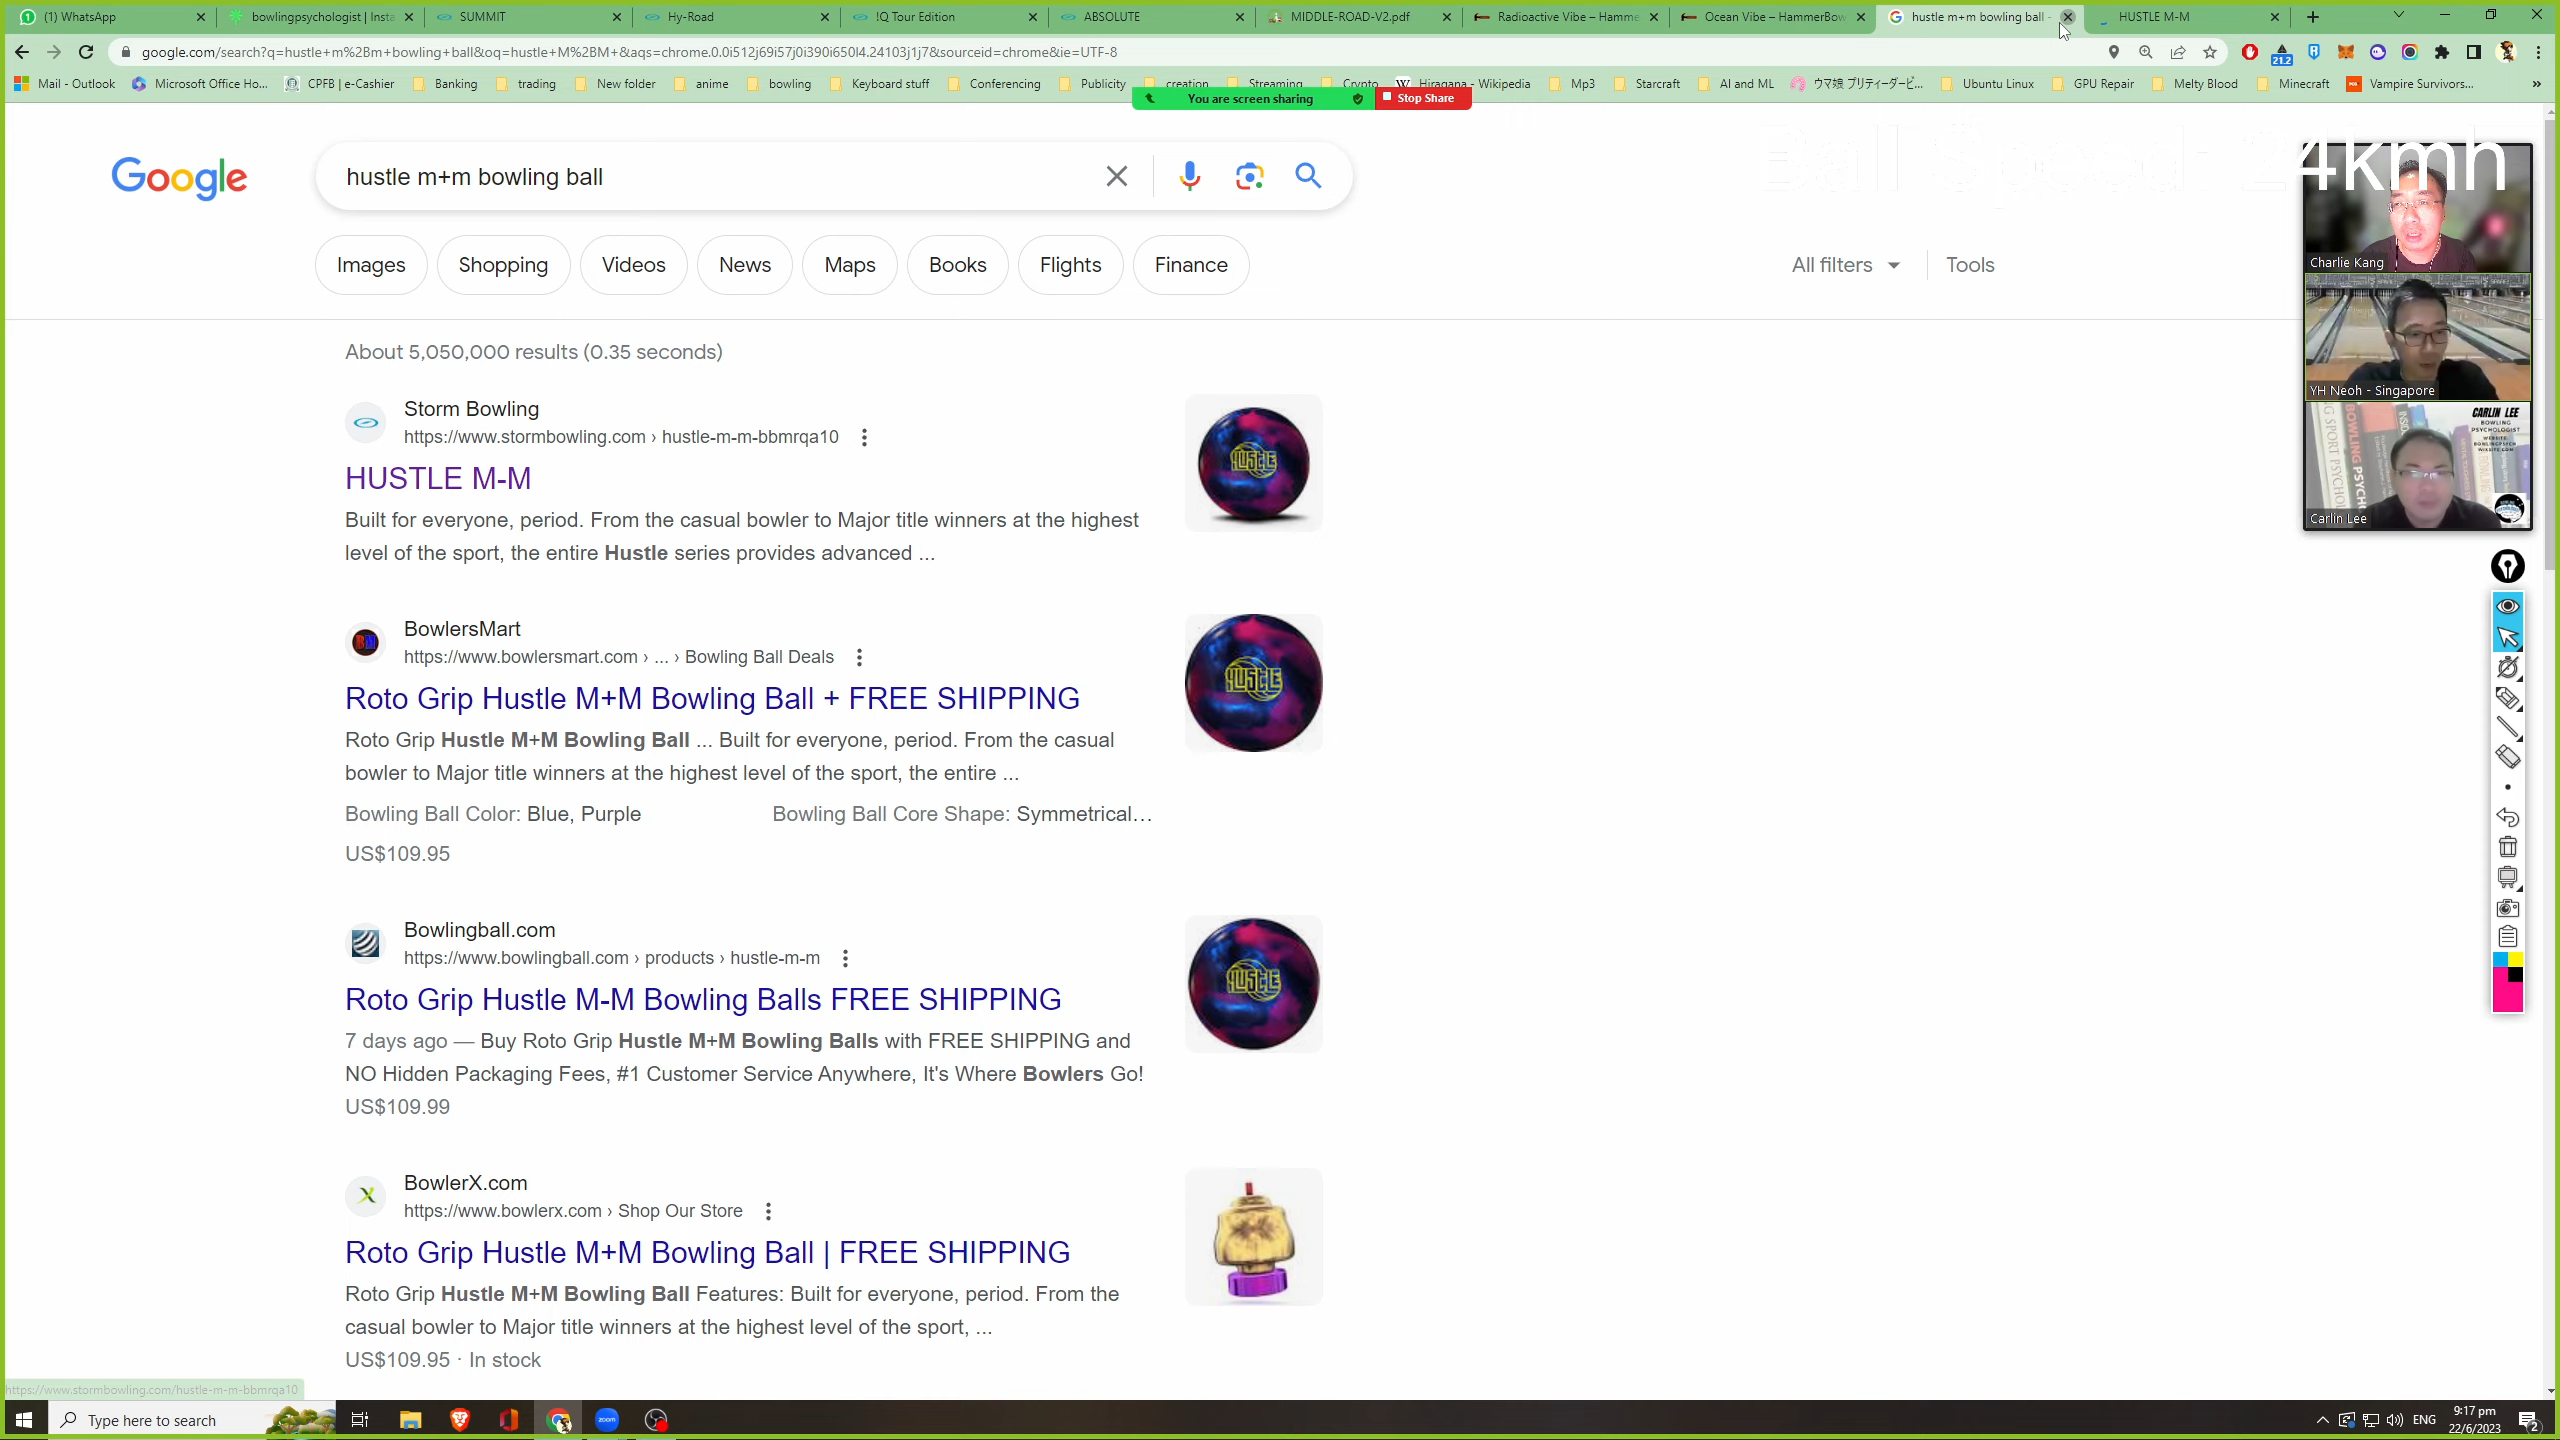 (1) WhatsApp
bowlingpsychologist | Insta
SUMMIT
Hy-Road
!Q Tour Edition
ABSOLUTE
MIDDLE-ROAD-V2.pdf
Radioactive Vibe – Hamme
Ocean Vibe – HammerBow
hustle m+m bowling ball -
HUSTLE M-M
google.com/search?q=hustle+m%2Bm+bowling+ball&oq=hustle+M%2BM+&aqs=chrome.0.0i512j69i57j0i390i650l4.24103j1j7&sourceid=chrome&ie=UTF-8
21.2
Mail - Outlook
Microsoft Office Ho...
CPFB | e-Cashier
Banking
trading
New folder
anime
bowling
Keyboard stuff
Conferencing
Publicity
creation
Streaming
Crypto
Hiragana - Wikipedia
Mp3
Starcraft
AI and ML
ウマ娘 プリティーダービ...
Ubuntu Linux
GPU Repair
Melty Blood
Minecraft
Vampire Survivors...
You are screen sharing
Stop Share
Google
hustle m+m bowling ball
24kmh
Images
Shopping
Videos
News
Maps
Books
Flights
Finance
All filters
Tools
Charlie Kang
YH Neoh - Singapore
CARLIN LEE
BOWLING
PSYCHOLOGIST
WEBSITE
Carlin Lee
About 5,050,000 results (0.35 seconds)
Storm Bowling
https://www.stormbowling.com › hustle-m-m-bbmrqa10
HUSTLE M-M
Built for everyone, period. From the casual bowler to Major title winners at the highest
level of the sport, the entire Hustle series provides advanced ...
HUSTLE
BowlersMart
https://www.bowlersmart.com › ... › Bowling Ball Deals
Roto Grip Hustle M+M Bowling Ball + FREE SHIPPING
Roto Grip Hustle M+M Bowling Ball ... Built for everyone, period. From the casual
bowler to Major title winners at the highest level of the sport, the entire ...
Bowling Ball Color: Blue, Purple
Bowling Ball Core Shape: Symmetrical...
US$109.95
HUSTLE
Bowlingball.com
https://www.bowlingball.com › products › hustle-m-m
Roto Grip Hustle M-M Bowling Balls FREE SHIPPING
7 days ago — Buy Roto Grip Hustle M+M Bowling Balls with FREE SHIPPING and
NO Hidden Packaging Fees, #1 Customer Service Anywhere, It's Where Bowlers Go!
US$109.99
HUSTLE
BowlerX.com
https://www.bowlerx.com › Shop Our Store
Roto Grip Hustle M+M Bowling Ball | FREE SHIPPING
Roto Grip Hustle M+M Bowling Ball Features: Built for everyone, period. From the
casual bowler to Major title winners at the highest level of the sport, ...
US$109.95 · In stock
https://www.stormbowling.com/hustle-m-m-bbmrqa10
Type here to search
zoom
ENG
9:17 pm
22/6/2023
2